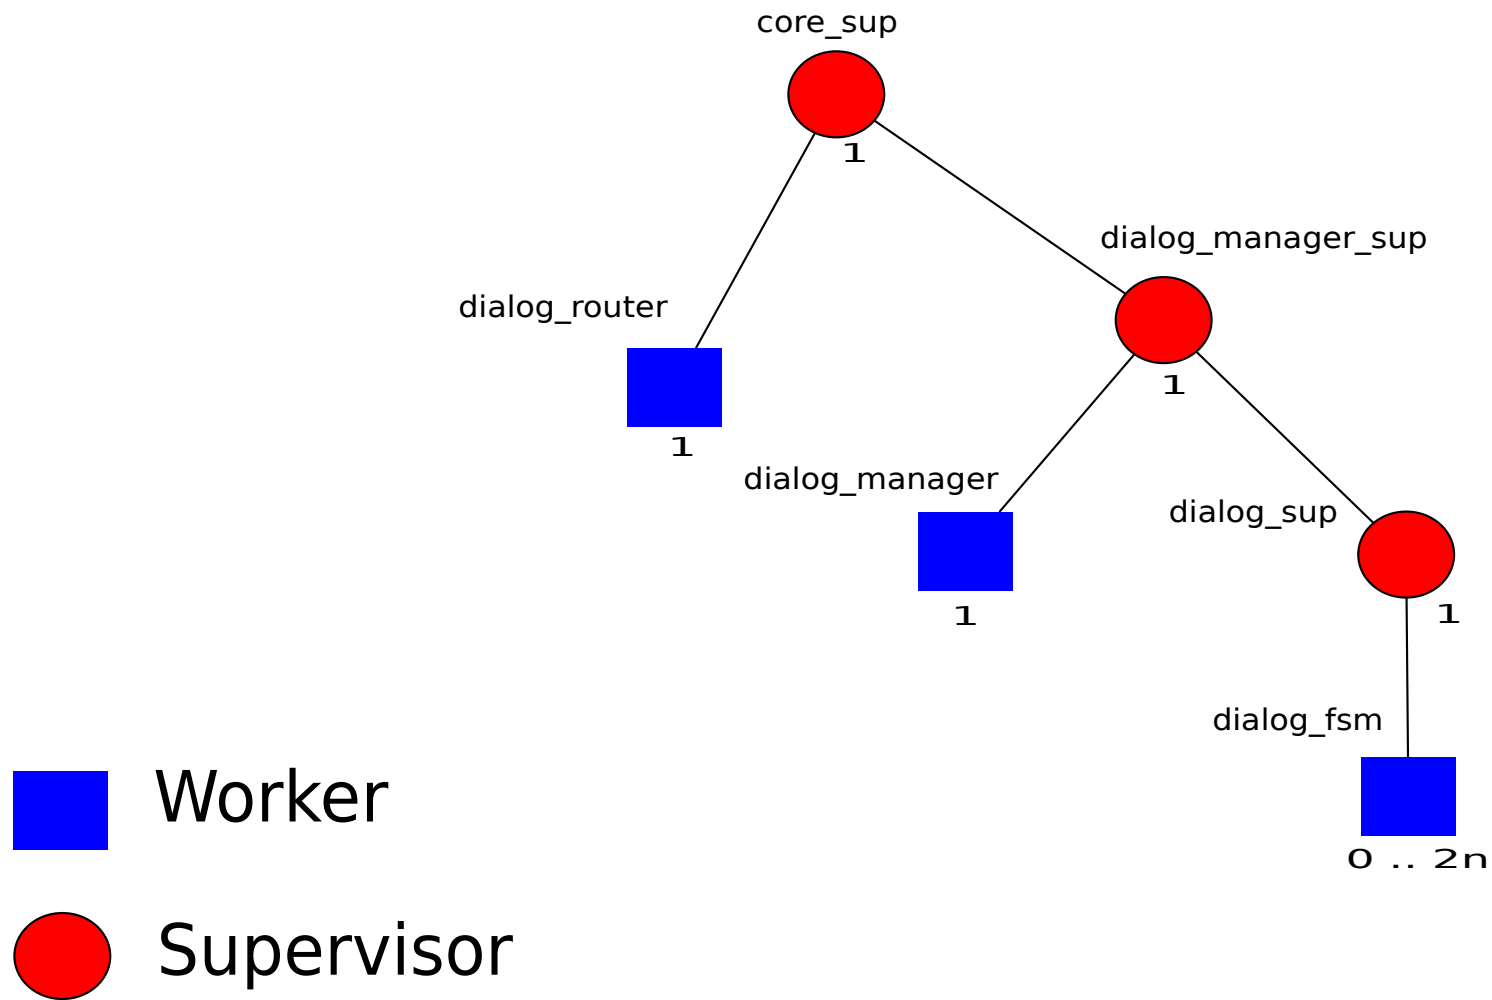 core_sup
1
dialog_manager_sup
dialog_router
1
1
dialog_manager
dialog_sup
1
1
dialog_fsm
Worker
0 .. 2n
Supervisor